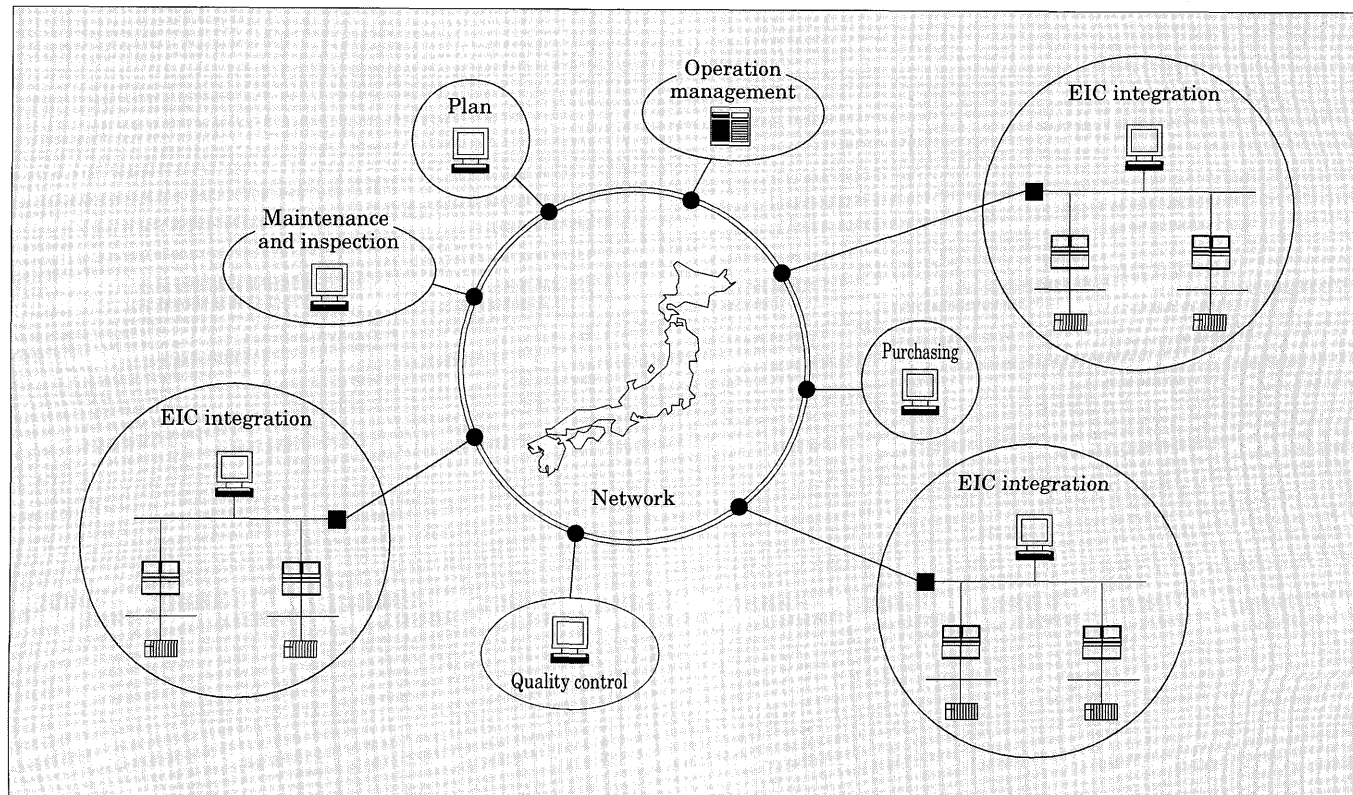 Operation
management
EIC integration
Plan
Maintenance
and inspection
Purchasing
EIC integration
EIC integration
Network
Quality control